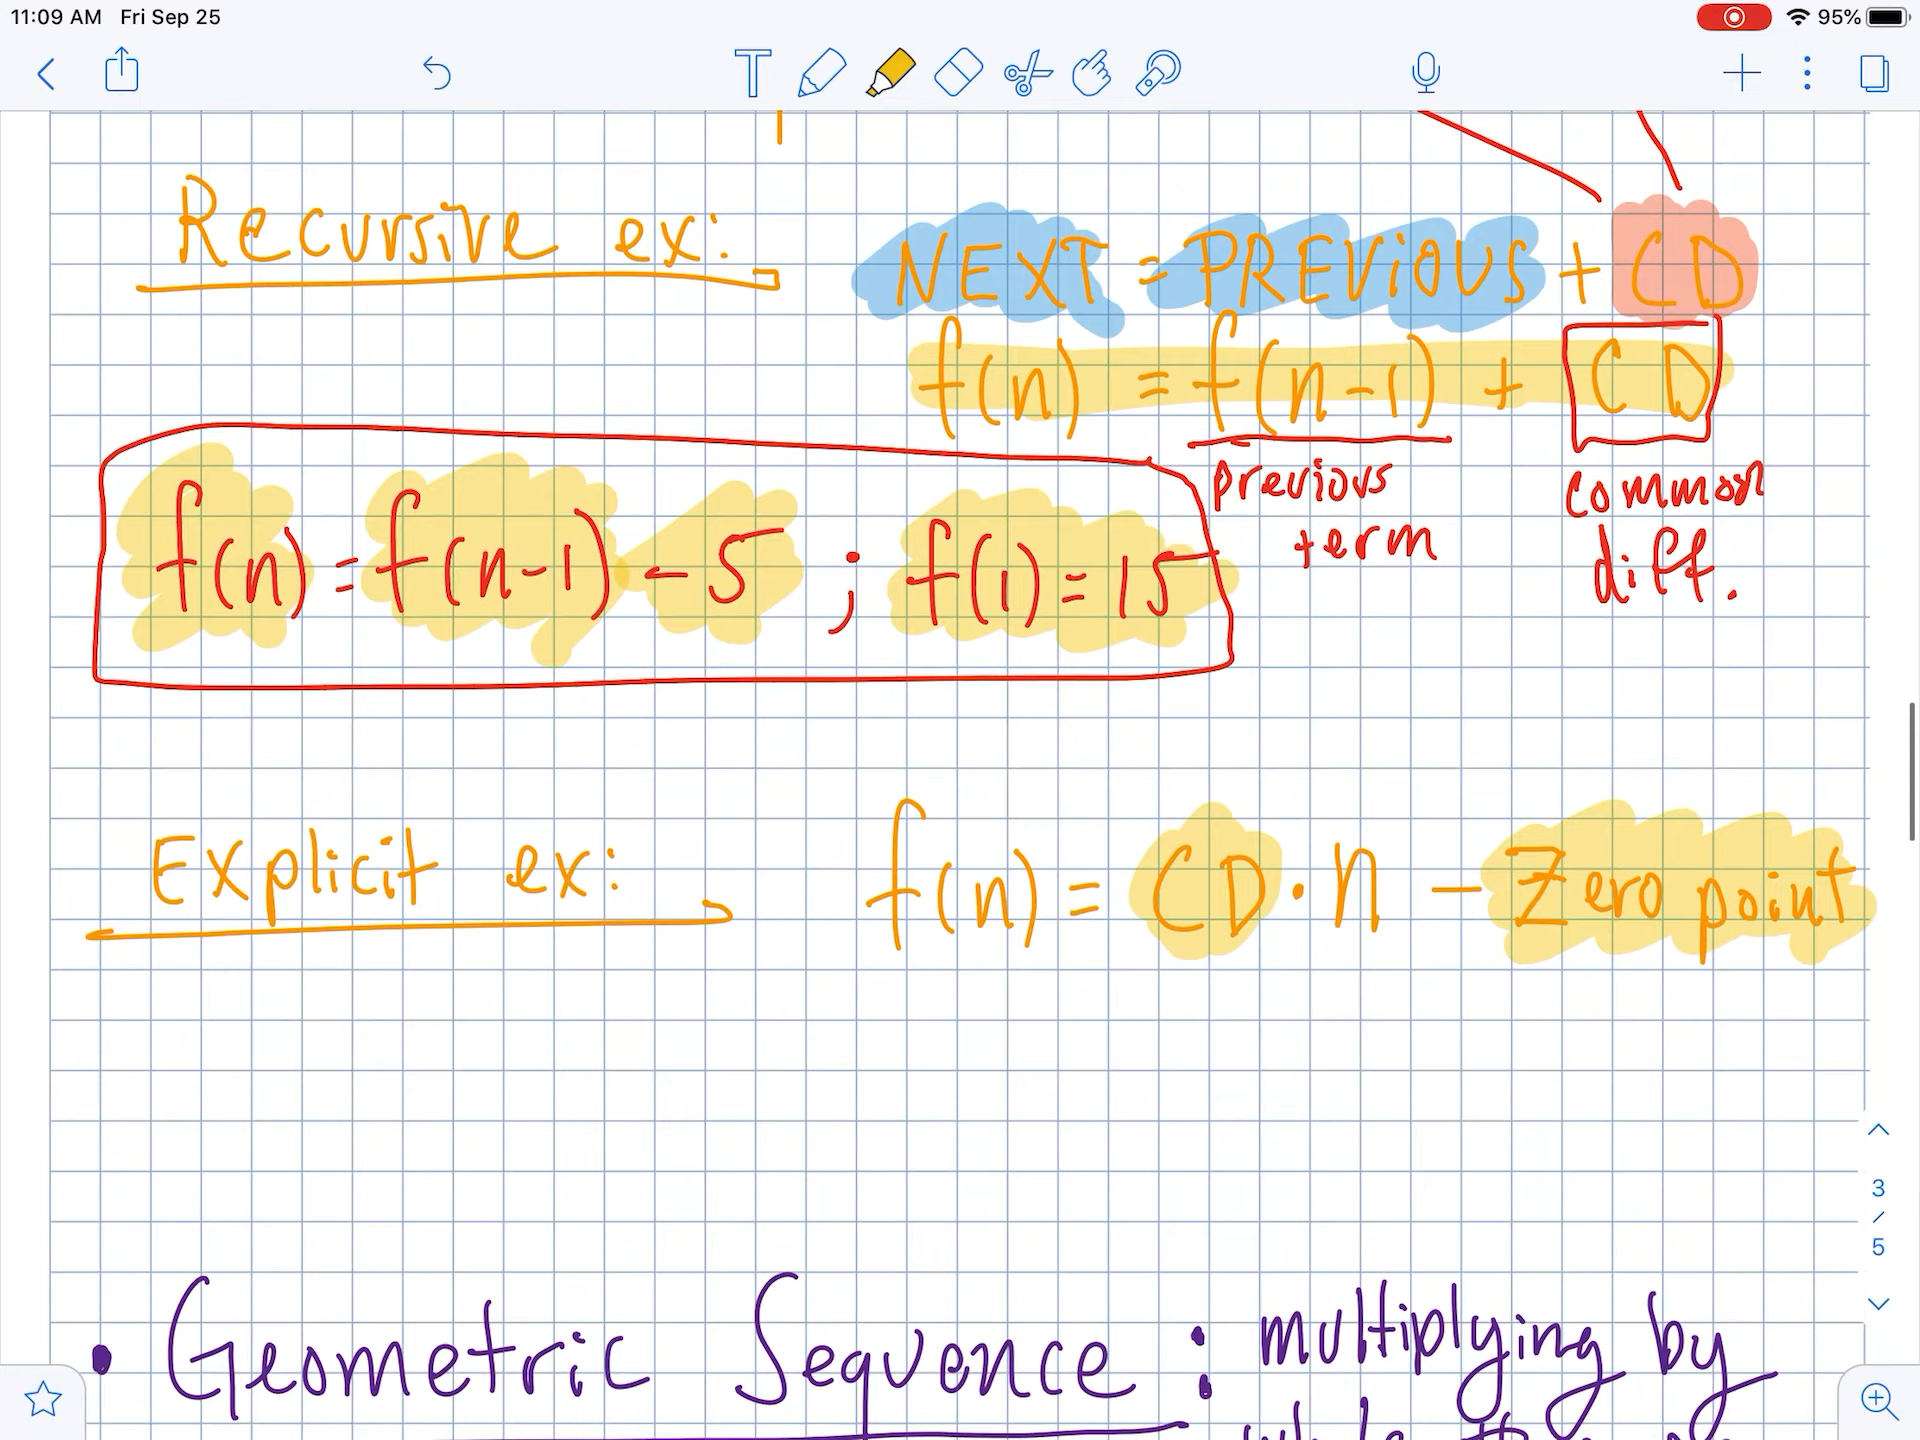 11:09 AM Fri Sep 25
95%
T
Recursive ex:
NEXT = PREViOUS + CD
f(n) = f(n-1) + CD
previous term
common diff.
f(n) = f(n-1) - 5 ; f(1) = 15
Explicit ex:
f(n) = CD · n - Zero point
3 / 5
• Geometric Sequence : multiplying by